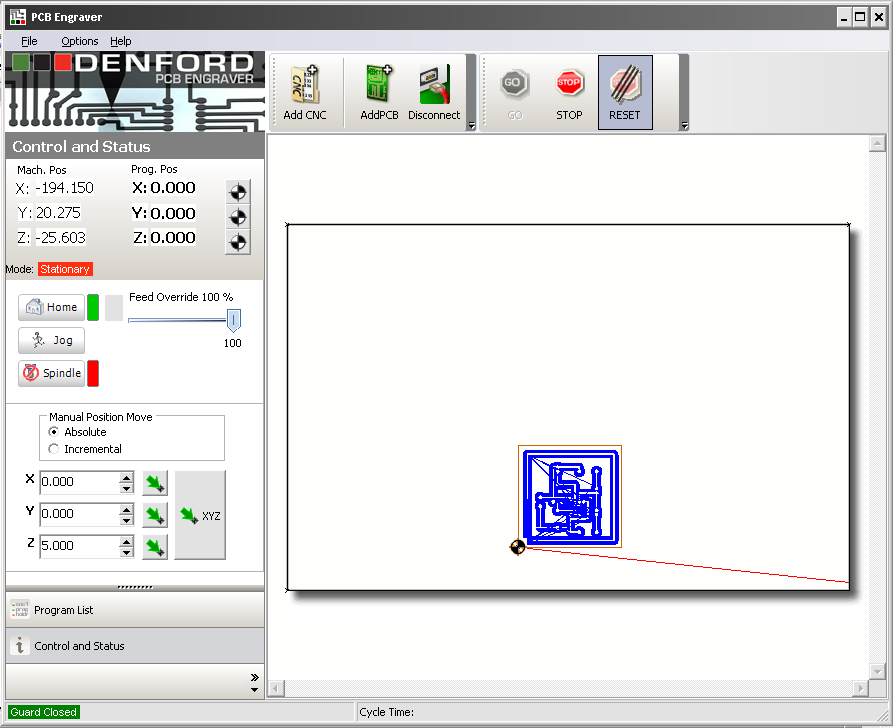 PCB Engraver
File Options Help
DENFORD
PCB ENGRAVER
Add CNC
AddPCB
Disconnect
GO
GO
STOP
STOP
RESET
Control and Status
Mach. Pos Prog. Pos
X: -194.150 X: 0.000
Y: 20.275 Y: 0.000
Z: -25.603 Z: 0.000
Mode: Stationary
Home
Feed Override 100 %
Jog
100
Spindle
Manual Position Move
Absolute
Incremental
X 0.000
Y 0.000
XYZ
Z 5.000
Program List
Control and Status
Guard Closed
Cycle Time: